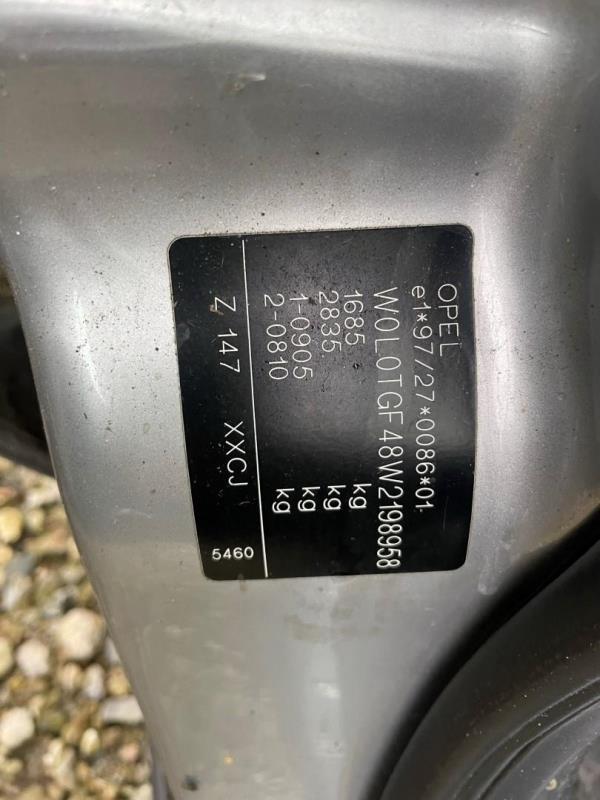 OPEL
e1*97/27*0086*01
W0L0TGF48W2198958
1685 kg
2835 kg
1-0905 kg
2-0810 kg
Z 147 XXCJ 5460